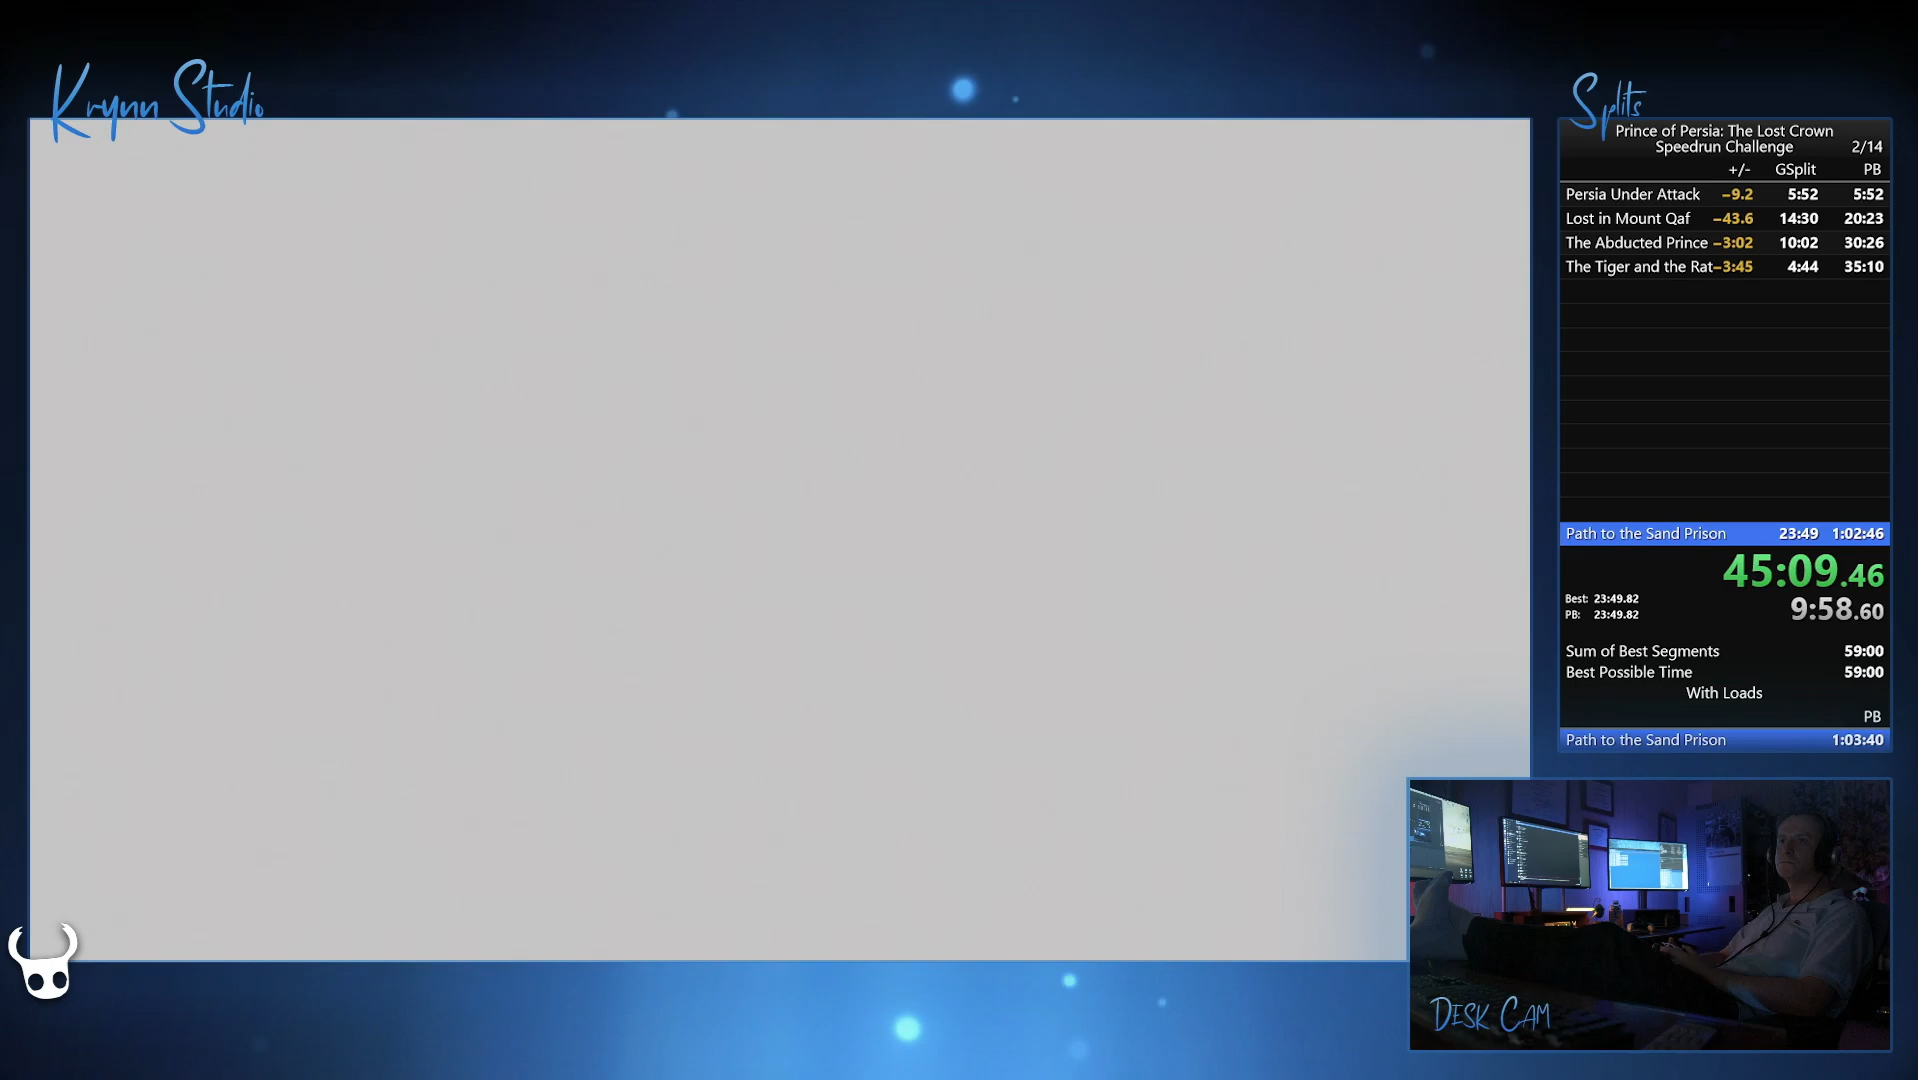 Krynn Studio
Splits
Prince of Persia: The Lost Crown
Speedrun Challenge 2/14
+/- GSplit PB
Persia Under Attack −9.2 5:52 5:52
Lost in Mount Qaf −43.6 14:30 20:23
The Abducted Prince −3:02 10:02 30:26
The Tiger and the Rat −3:45 4:44 35:10
Path to the Sand Prison 23:49 1:02:46
45:09.46
Best: 23:49.82
PB: 23:49.82
9:58.60
Sum of Best Segments 59:00
Best Possible Time 59:00
With Loads
PB
Path to the Sand Prison 1:03:40
Desk Cam